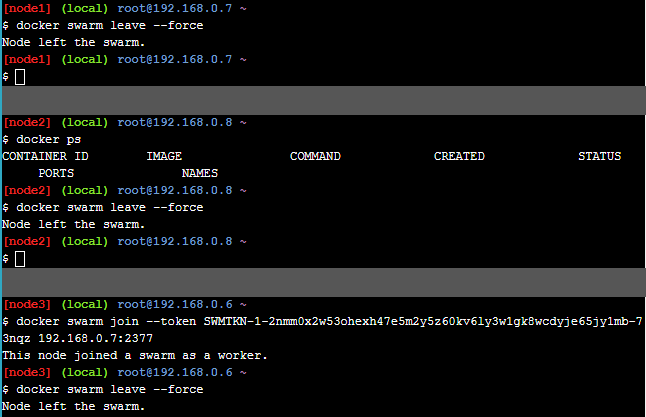 [node1] (local) root@192.168.0.7 ~
$ docker swarm leave --force
Node left the swarm.
[node1] (local) root@192.168.0.7 ~
$
[node2] (local) root@192.168.0.8 ~
$ docker ps
CONTAINER ID IMAGE COMMAND CREATED STATUS
PORTS NAMES
[node2] (local) root@192.168.0.8 ~
$ docker swarm leave --force
Node left the swarm.
[node2] (local) root@192.168.0.8 ~
$
[node3] (local) root@192.168.0.6 ~
$ docker swarm join --token SWMTKN-1-2nmm0x2w53ohexh47e5m2y5z60kv6ly3w1gk8wcdyje65jy1mb-7
3nqz 192.168.0.7:2377
This node joined a swarm as a worker.
[node3] (local) root@192.168.0.6 ~
$ docker swarm leave --force
Node left the swarm.